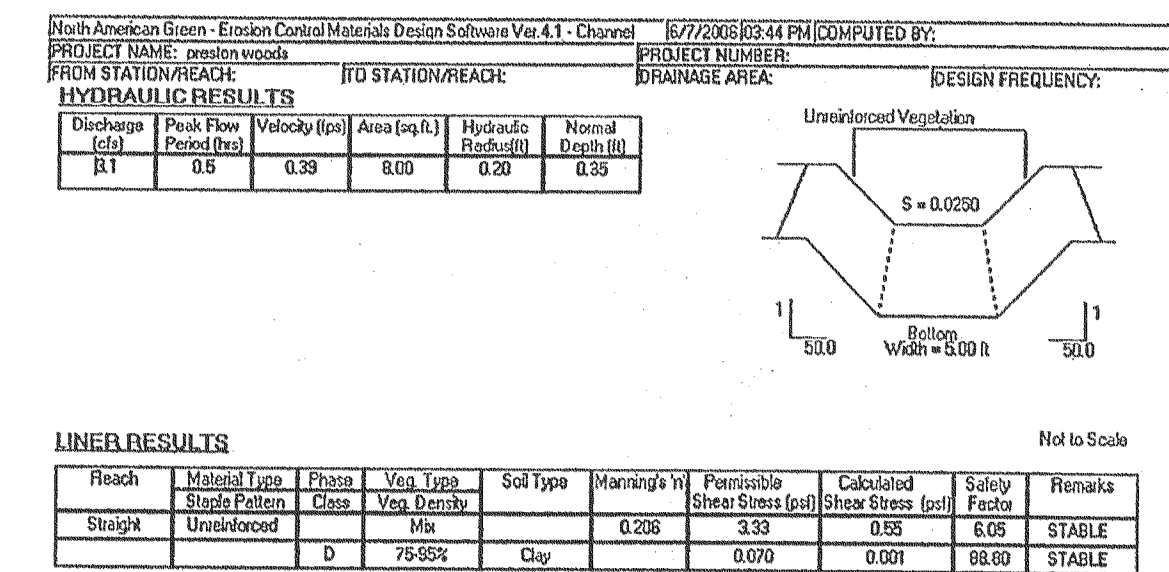 North American Green - Erosion Control Materials Design Software Ver.4.1 - Channel 6/7/2006 03:44 PM COMPUTED BY:
PROJECT NAME: preston woods PROJECT NUMBER:
FROM STATION/REACH: TO STATION/REACH: DRAINAGE AREA: DESIGN FREQUENCY:
HYDRAULIC RESULTS
Discharge (cfs) Peak Flow Period (hrs) Velocity (fps) Area (sq.ft.) Hydraulic Radius(ft) Normal Depth (ft)
3.1 0.5 0.39 8.00 0.20 0.35
Unreinforced Vegetation
S = 0.0250
1 1
Bottom
50.0 Width = 5.00 ft 50.0
LINER RESULTS
Not to Scale
Reach Material Type Phase Veg. Type Soil Type Manning's 'n' Permissible Calculated Safety Remarks
Staple Pattern Class Veg. Density Shear Stress (psf) Shear Stress (psf) Factor
Straight Unreinforced Mix 0.206 3.33 0.55 6.05 STABLE
D 75-95% Clay 0.070 0.001 88.80 STABLE